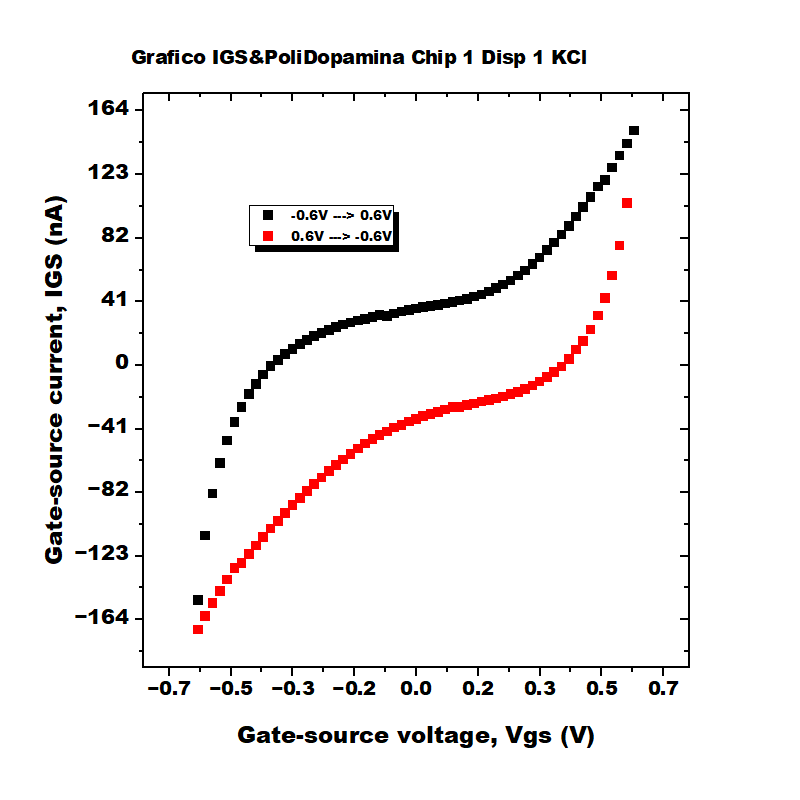 Grafico IGS&PoliDopamina Chip 1 Disp 1 KCl
164
123
82
41
0
−41
−82
−123
−164
-0.6V ---> 0.6V
0.6V ---> -0.6V
Gate-source current, IGS (nA)
−0.7 −0.5 −0.3 −0.2 0.0 0.2 0.3 0.5 0.7
Gate-source voltage, Vgs (V)